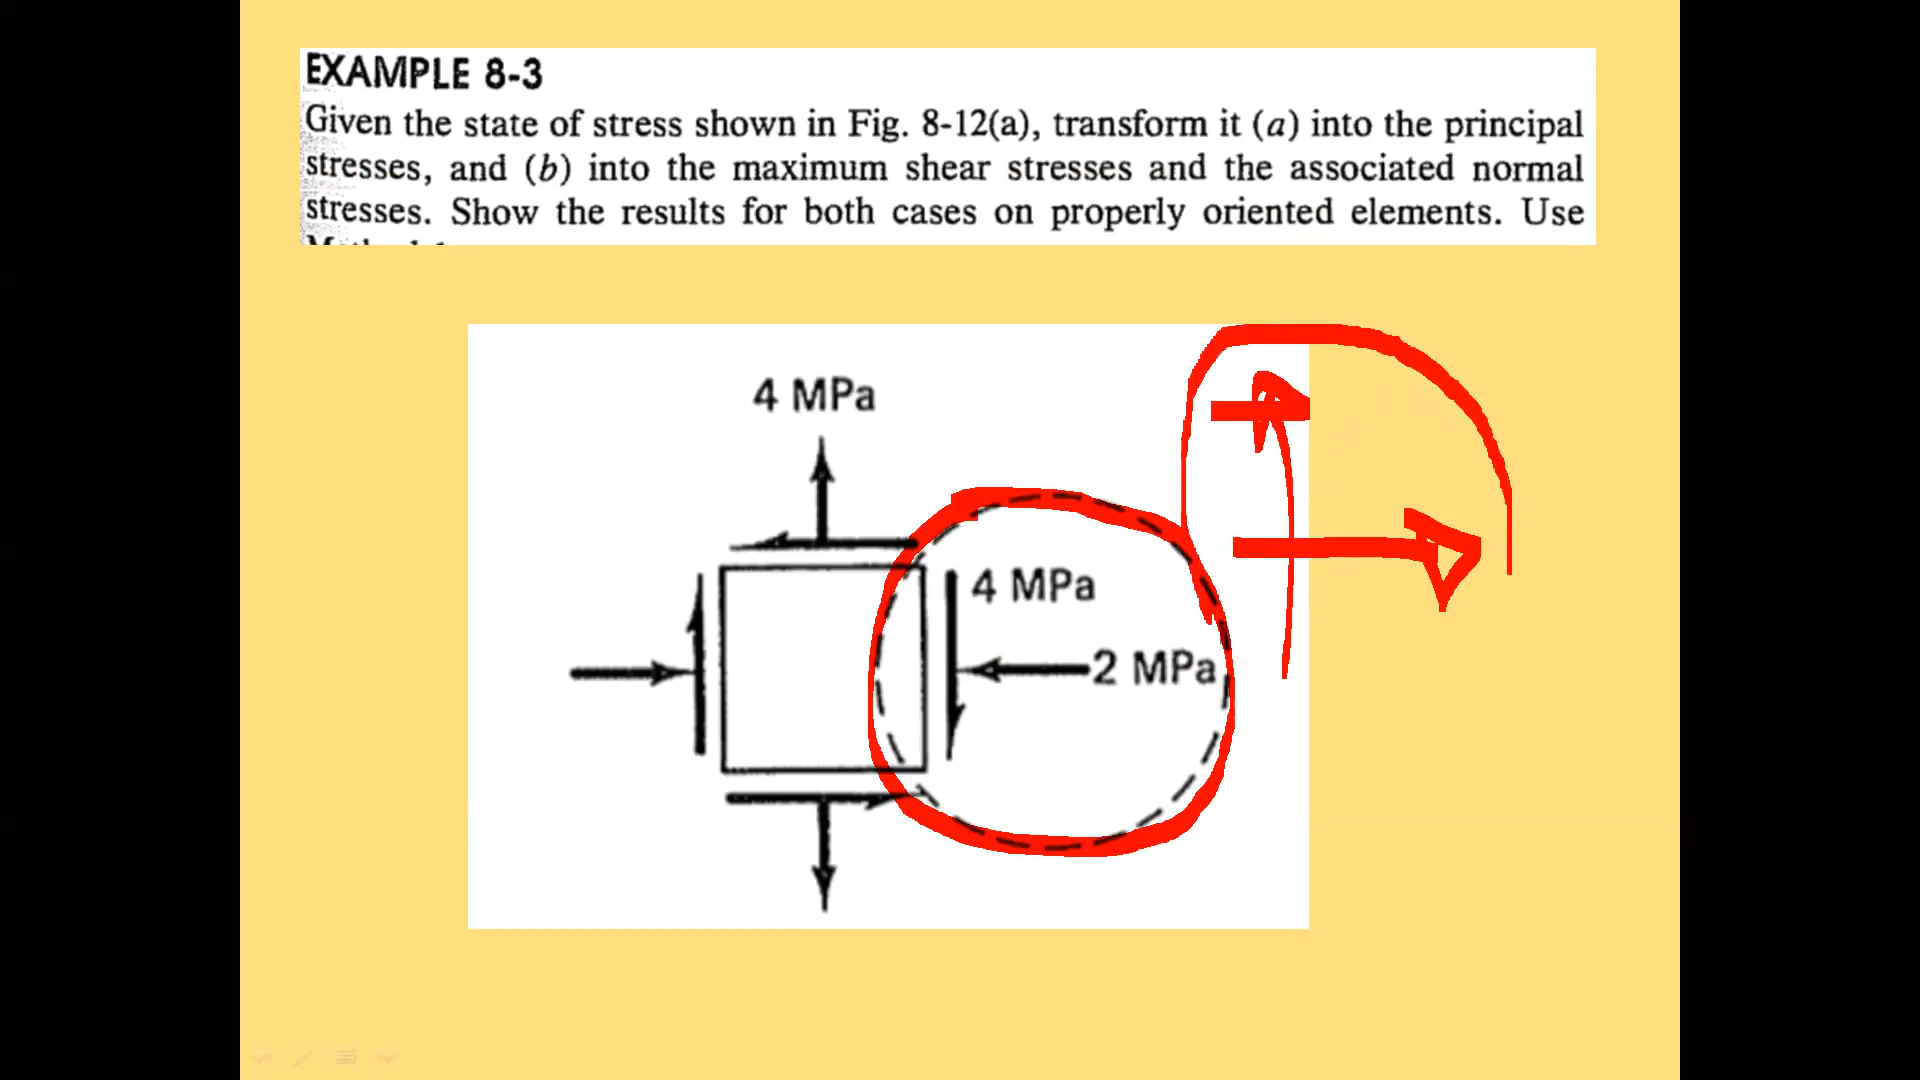 EXAMPLE 8-3
Given the state of stress shown in Fig. 8-12(a), transform it (a) into the principal
stresses, and (b) into the maximum shear stresses and the associated normal
stresses. Show the results for both cases on properly oriented elements. Use
4 MPa
4 MPa
2 MPa